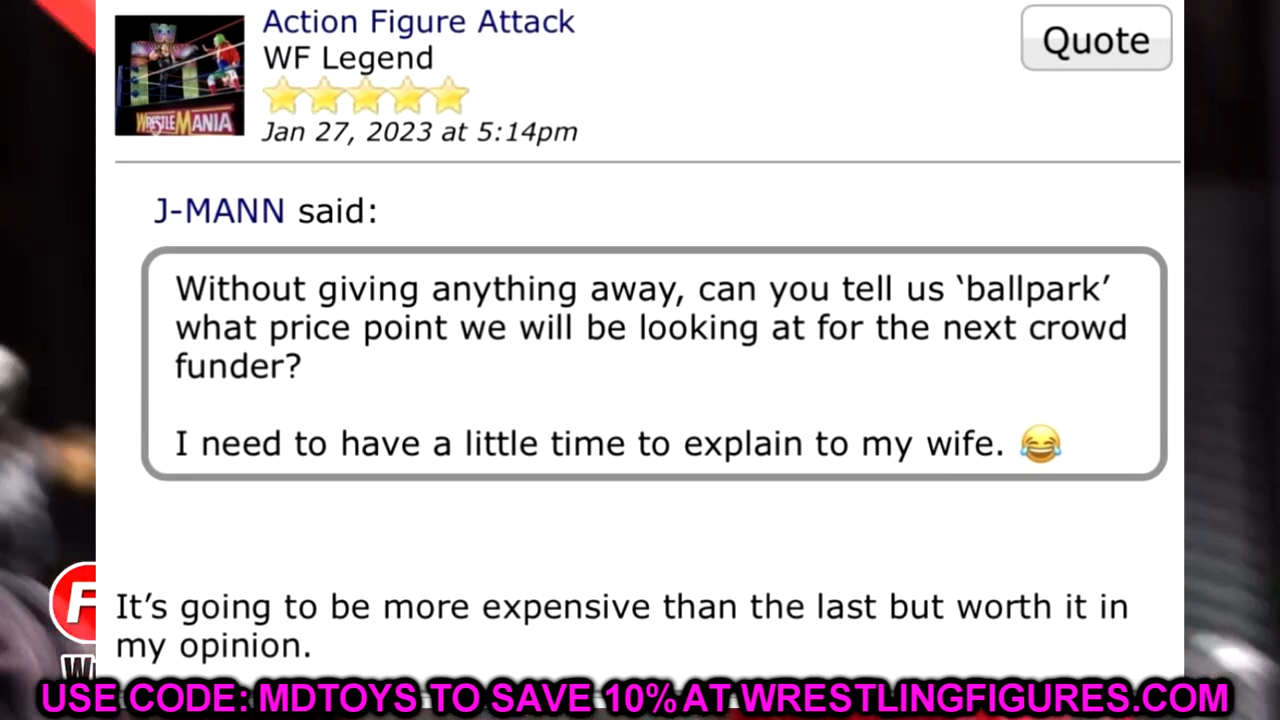 Action Figure Attack
WF Legend
Quote
WRESTLEMANIA
Jan 27, 2023 at 5:14pm
J-MANN said:
Without giving anything away, can you tell us ‘ballpark’
what price point we will be looking at for the next crowd
funder?
I need to have a little time to explain to my wife. 😂
It’s going to be more expensive than the last but worth it in
my opinion.
F
USE CODE: MDTOYS TO SAVE 10% AT WRESTLINGFIGURES.COM